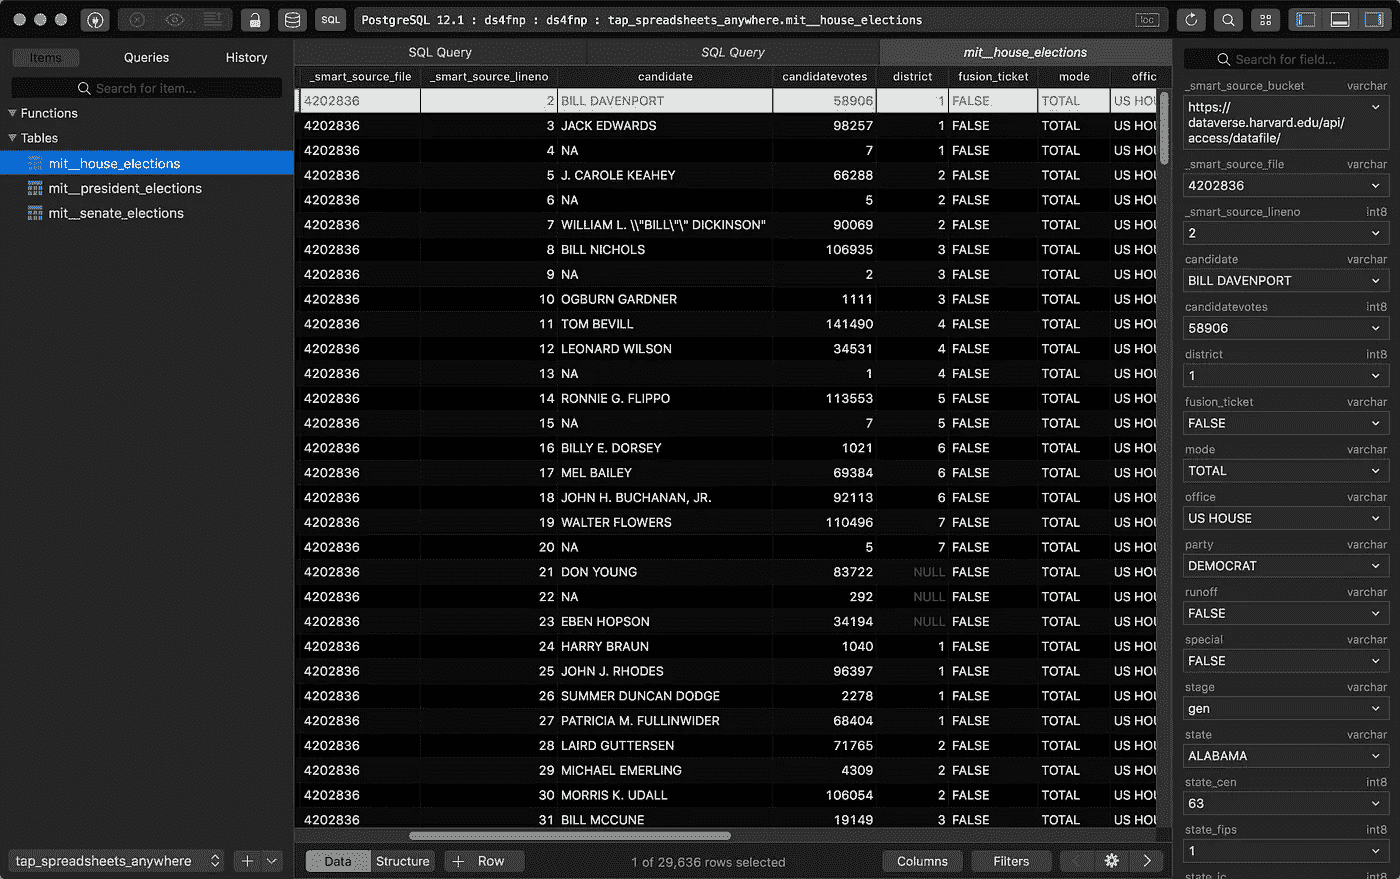 SQL PostgreSQL 12.1 : ds4fnp : ds4fnp : tap_spreadsheets_anywhere.mit__house_elections loc
Items Queries History
Search for item...
Functions
Tables
mit__house_elections
mit__president_elections
mit__senate_elections
tap_spreadsheets_anywhere
SQL Query SQL Query mit__house_elections
_smart_source_file _smart_source_lineno candidate candidatevotes district fusion_ticket mode offic
4202836 2 BILL DAVENPORT 58906 1 FALSE TOTAL US HOU
4202836 3 JACK EDWARDS 98257 1 FALSE TOTAL US HOU
4202836 4 NA 7 1 FALSE TOTAL US HOU
4202836 5 J. CAROLE KEAHEY 66288 2 FALSE TOTAL US HOU
4202836 6 NA 5 2 FALSE TOTAL US HOU
4202836 7 WILLIAM L. \\"BILL\"\" DICKINSON" 90069 2 FALSE TOTAL US HOU
4202836 8 BILL NICHOLS 106935 3 FALSE TOTAL US HOU
4202836 9 NA 2 3 FALSE TOTAL US HOU
4202836 10 OGBURN GARDNER 1111 3 FALSE TOTAL US HOU
4202836 11 TOM BEVILL 141490 4 FALSE TOTAL US HOU
4202836 12 LEONARD WILSON 34531 4 FALSE TOTAL US HOU
4202836 13 NA 1 4 FALSE TOTAL US HOU
4202836 14 RONNIE G. FLIPPO 113553 5 FALSE TOTAL US HOU
4202836 15 NA 7 5 FALSE TOTAL US HOU
4202836 16 BILLY E. DORSEY 1021 6 FALSE TOTAL US HOU
4202836 17 MEL BAILEY 69384 6 FALSE TOTAL US HOU
4202836 18 JOHN H. BUCHANAN, JR. 92113 6 FALSE TOTAL US HOU
4202836 19 WALTER FLOWERS 110496 7 FALSE TOTAL US HOU
4202836 20 NA 5 7 FALSE TOTAL US HOU
4202836 21 DON YOUNG 83722 NULL FALSE TOTAL US HOU
4202836 22 NA 292 NULL FALSE TOTAL US HOU
4202836 23 EBEN HOPSON 34194 NULL FALSE TOTAL US HOU
4202836 24 HARRY BRAUN 1040 1 FALSE TOTAL US HOU
4202836 25 JOHN J. RHODES 96397 1 FALSE TOTAL US HOU
4202836 26 SUMMER DUNCAN DODGE 2278 1 FALSE TOTAL US HOU
4202836 27 PATRICIA M. FULLINWIDER 68404 1 FALSE TOTAL US HOU
4202836 28 LAIRD GUTTERSEN 71765 2 FALSE TOTAL US HOU
4202836 29 MICHAEL EMERLING 4309 2 FALSE TOTAL US HOU
4202836 30 MORRIS K. UDALL 106054 2 FALSE TOTAL US HOU
4202836 31 BILL MCCUNE 19149 3 FALSE TOTAL US HOU
Data Structure + Row 1 of 29,636 rows selected Columns Filters
Search for field...
_smart_source_bucket varchar
https://
dataverse.harvard.edu/api/
access/datafile/
_smart_source_file varchar
4202836
_smart_source_lineno int8
2
candidate varchar
BILL DAVENPORT
candidatevotes int8
58906
district int8
1
fusion_ticket varchar
FALSE
mode varchar
TOTAL
office varchar
US HOUSE
party varchar
DEMOCRAT
runoff varchar
FALSE
special varchar
FALSE
stage varchar
gen
state varchar
ALABAMA
state_cen int8
63
state_fips int8
1
state_ic int8